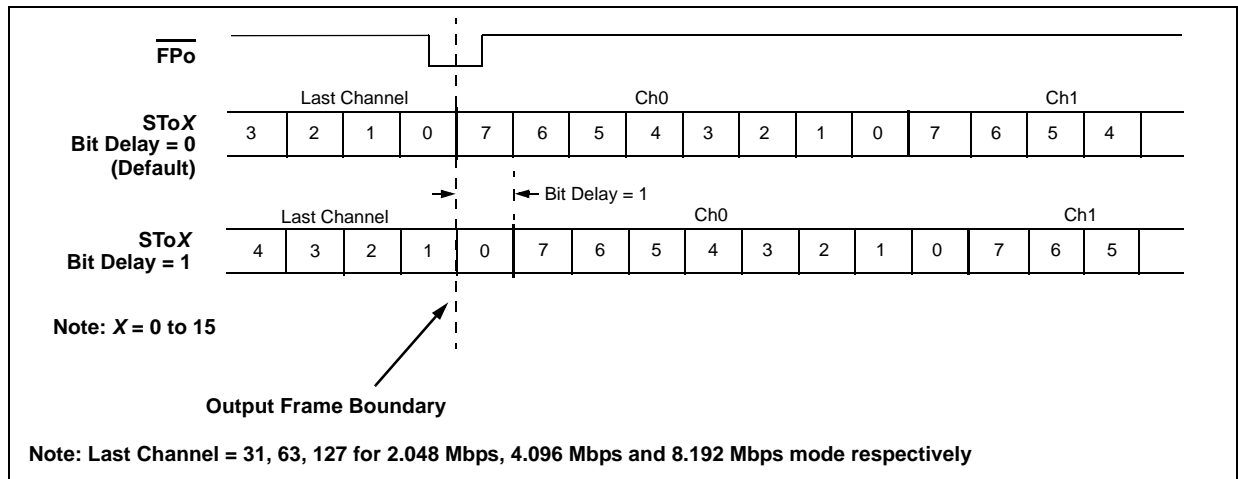 FPo
Last Channel Ch0 Ch1
SToX
Bit Delay = 0
(Default)
3 2 1 0 7 6 5 4 3 2 1 0 7 6 5 4
Bit Delay = 1
Last Channel Ch0 Ch1
SToX
Bit Delay = 1
4 3 2 1 0 7 6 5 4 3 2 1 0 7 6 5
Note: X = 0 to 15
Output Frame Boundary
Note: Last Channel = 31, 63, 127 for 2.048 Mbps, 4.096 Mbps and 8.192 Mbps mode respectively